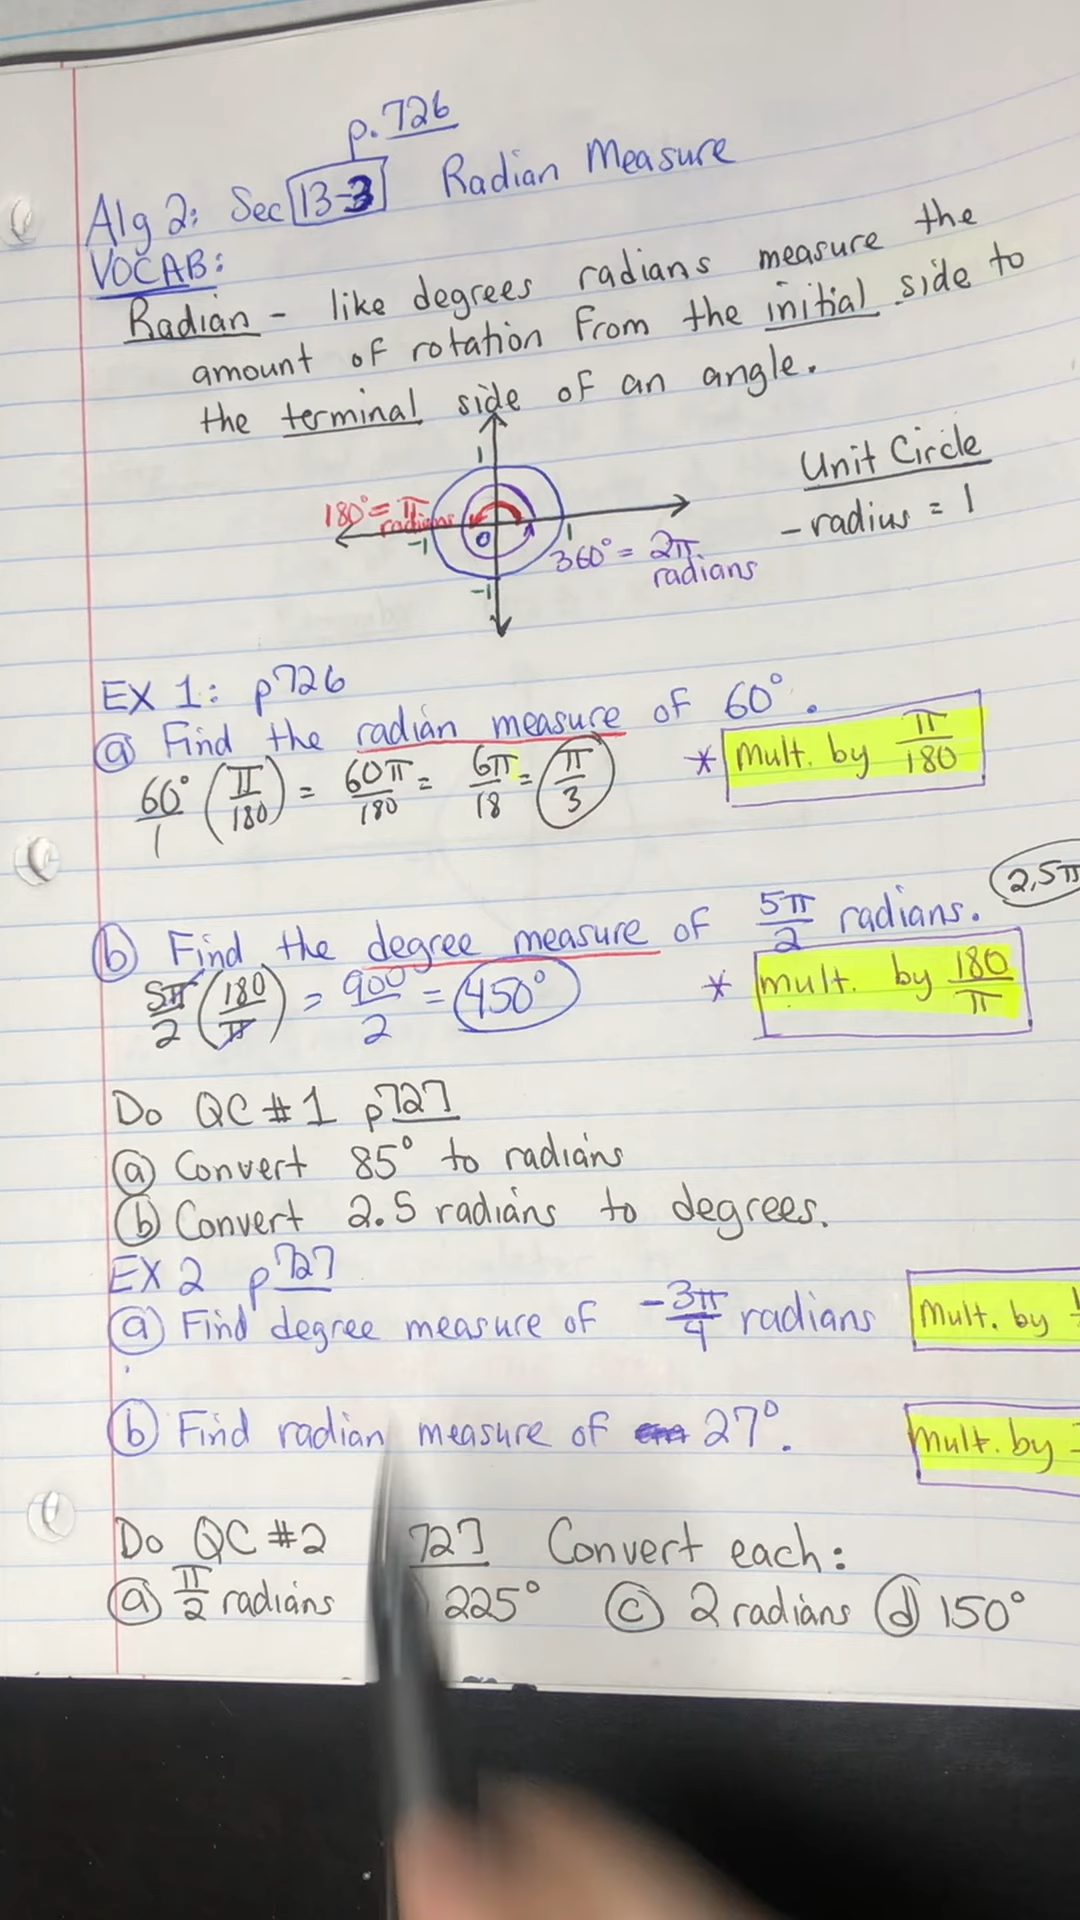 p. 726
Alg 2: Sec 13-3 Radian Measure
VOCAB:
Radian - like degrees radians measure the
amount of rotation from the initial side to
the terminal side of an angle.
1
Unit Circle
- radius = 1
180° = π
radians
-1
0
1
360° = 2π
radians
-1
EX 1: p726
ⓐ Find the radian measure of 60°.
60°/1 (π/180) = 60π/180 = 6π/18 = π/3
* mult. by π/180
2.5π
ⓑ Find the degree measure of 5π/2 radians.
5π/2 (180/π) = 900/2 = 450°
* mult. by 180/π
Do QC #1 p727
ⓐ Convert 85° to radians
ⓑ Convert 2.5 radians to degrees.
EX 2 p727
ⓐ Find degree measure of -3π/4 radians
Mult. by
ⓑ Find radian measure of 27°.
Mult. by
Do QC #2 727 Convert each:
ⓐ π/2 radians 225° ⓒ 2 radians ⓓ 150°